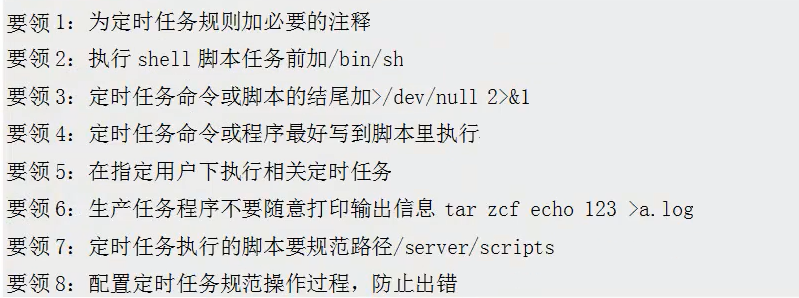 要领1：为定时任务规则加必要的注释
要领2：执行shell脚本任务前加/bin/sh
要领3：定时任务命令或脚本的结尾加>/dev/null 2>&1
要领4：定时任务命令或程序最好写到脚本里执行
要领5：在指定用户下执行相关定时任务
要领6：生产任务程序不要随意打印输出信息 tar zcf echo 123 >a.log
要领7：定时任务执行的脚本要规范路径/server/scripts
要领8：配置定时任务规范操作过程，防止出错